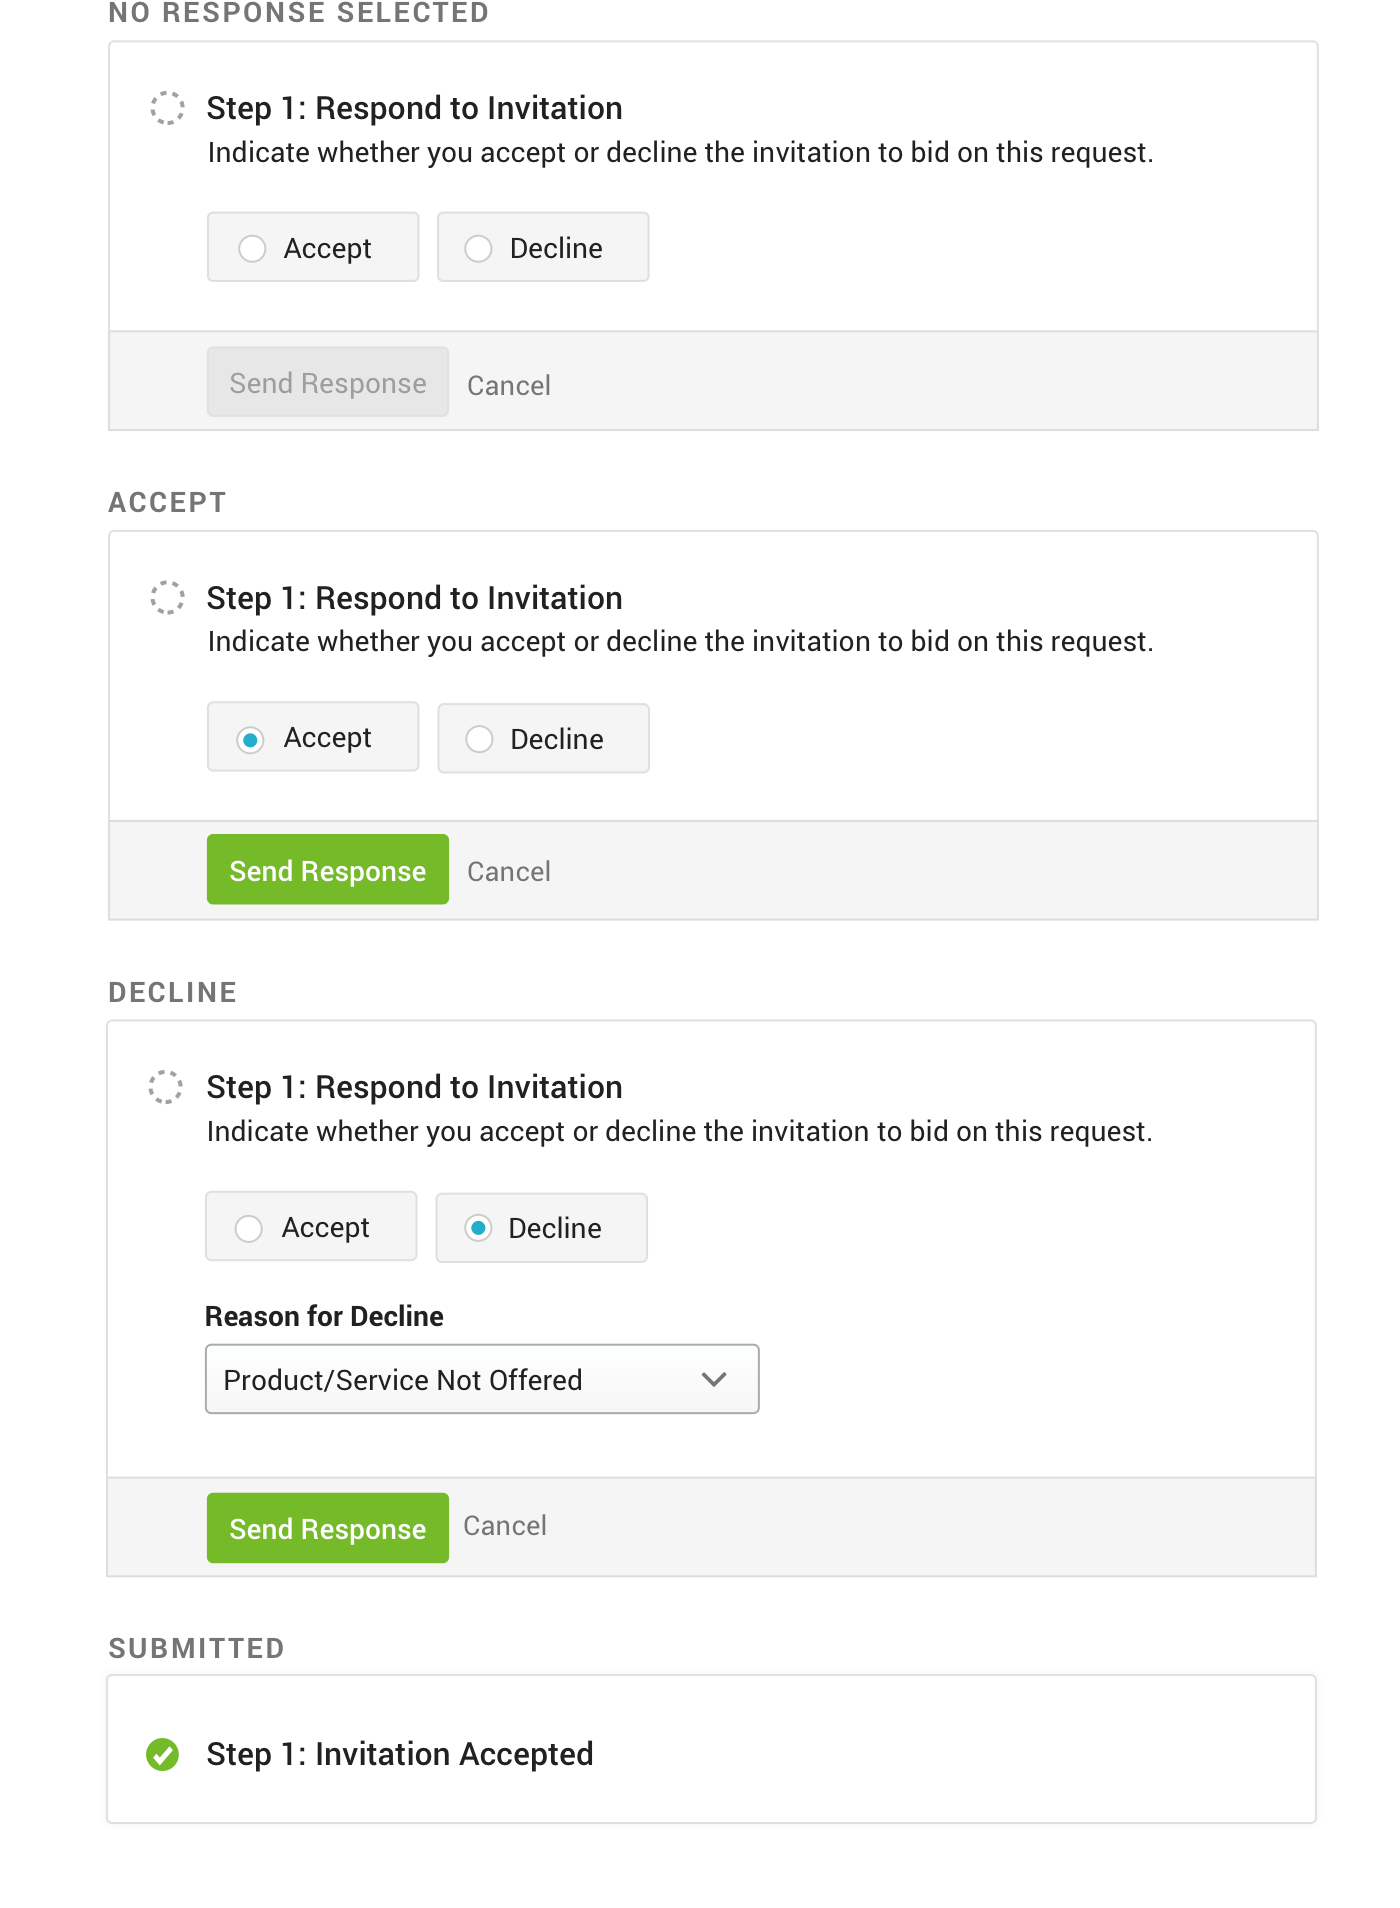 NO RESPONSE SELECTED
Step 1: Respond to Invitation
Indicate whether you accept or decline the invitation to bid on this request.
Accept
Decline
Send Response
Cancel
ACCEPT
Step 1: Respond to Invitation
Indicate whether you accept or decline the invitation to bid on this request.
Accept
Decline
Send Response
Cancel
DECLINE
Step 1: Respond to Invitation
Indicate whether you accept or decline the invitation to bid on this request.
Accept
Decline
Reason for Decline
Product/Service Not Offered
Send Response
Cancel
SUBMITTED
Step 1: Invitation Accepted